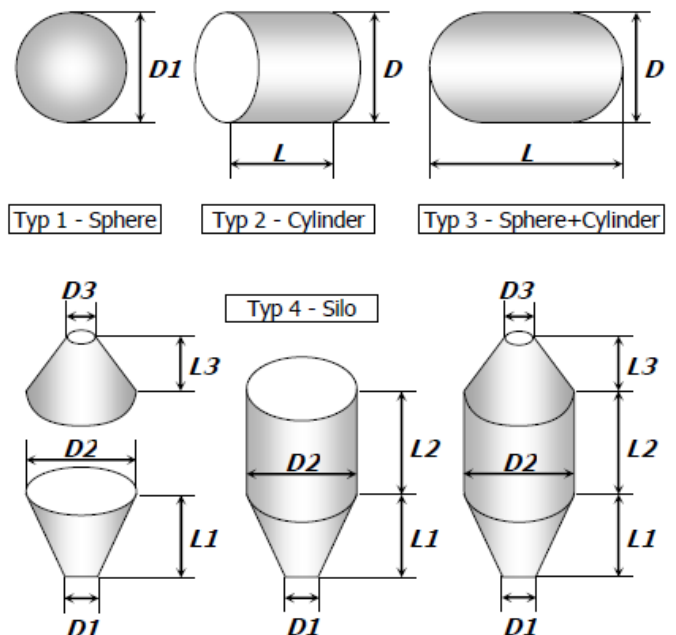 D1
D
D
L
L
Typ 1 - Sphere
Typ 2 - Cylinder
Typ 3 - Sphere+Cylinder
D3
Typ 4 - Silo
D3
L3
L3
D2
D2
L2
D2
L2
L1
L1
L1
D1
D1
D1